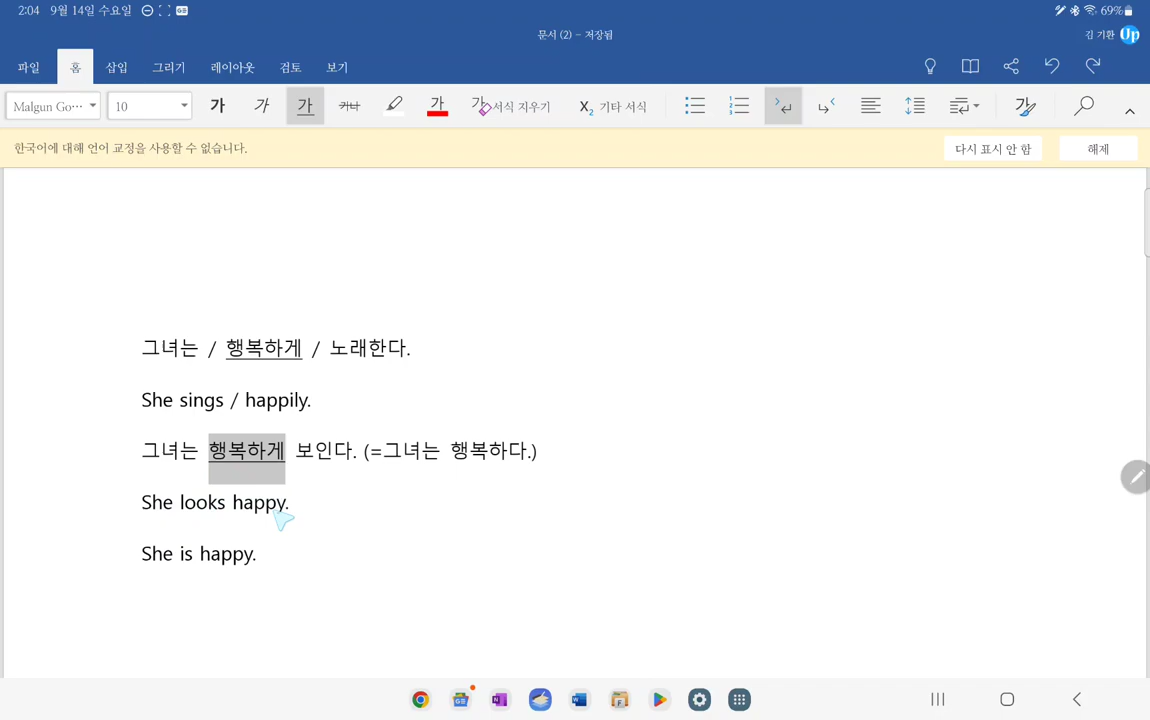 2:04 9월 14일 수요일 69%
문서 (2) – 저장됨
김 기환 Up
파일 홈 삽입 그리기 레이아웃 검토 보기
Malgun Go… 10 가 가 가 가나 가 가 서식 지우기 X₂ 기타 서식 가
한국어에 대해 언어 교정을 사용할 수 없습니다. 다시 표시 안 함 해제
그녀는 / 행복하게 / 노래한다.
She sings / happily.
그녀는 행복하게 보인다. (=그녀는 행복하다.)
She looks happy.
She is happy.